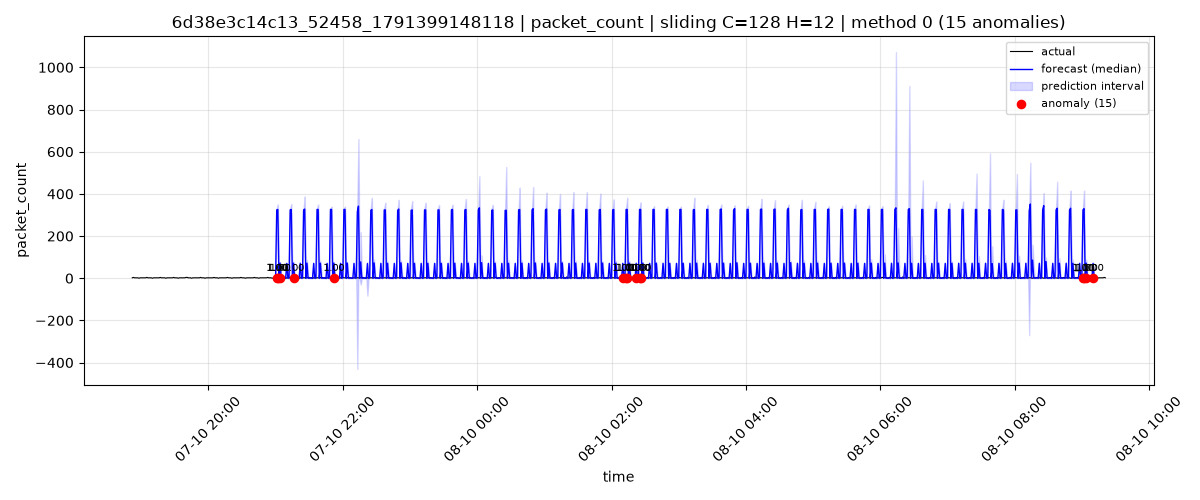 6d38e3c14c13_52458_1791399148118 | packet_count | sliding C=128 H=12 | method 0 (15 anomalies)
actual
forecast (median)
prediction interval
anomaly (15)
packet_count
1000
800
600
400
200
0
−200
−400
1.00
07-10 20:00
07-10 22:00
08-10 00:00
08-10 02:00
08-10 04:00
08-10 06:00
08-10 08:00
08-10 10:00
time